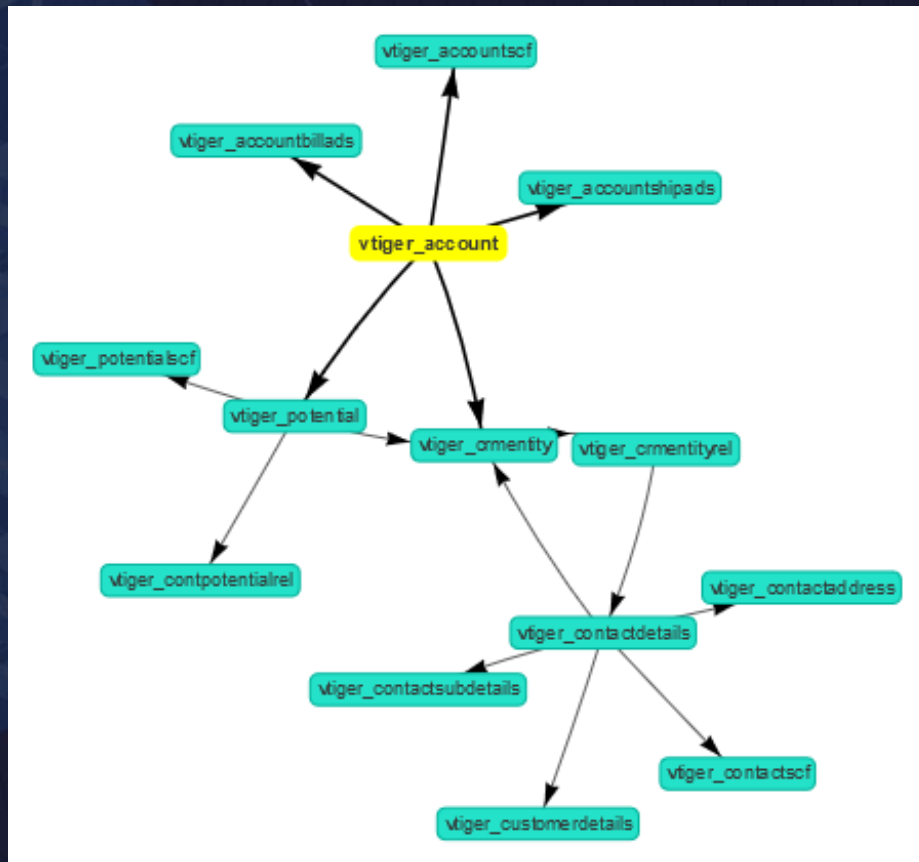 vtiger_accountscf
vtiger_accountbillads
vtiger_accountshipads
vtiger_account
vtiger_potentialscf
vtiger_potential
vtiger_crmentity
vtiger_crmentityrel
vtiger_contpotentialrel
vtiger_contactaddress
vtiger_contactdetails
vtiger_contactsubdetails
vtiger_contactscf
vtiger_customerdetails